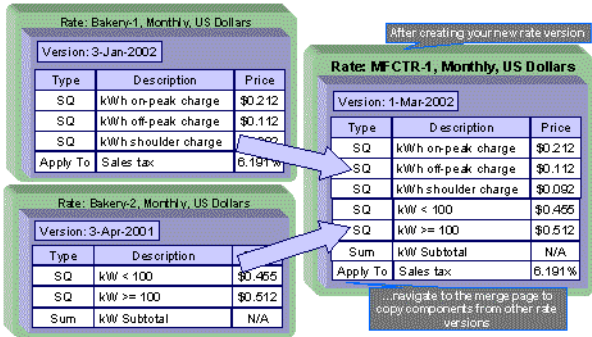 Rate: Bakery-1, Monthly, US Dollars
Version: 3-Jan-2002
Type Description Price
SQ kWh on-peak charge $0.212
SQ kWh off-peak charge $0.112
SQ kWh shoulder charge
Apply To Sales tax 6.191%
Rate: Bakery-2, Monthly, US Dollars
Version: 3-Apr-2001
Type Description
SQ kW < 100 $0.455
SQ kW >= 100 $0.512
Sum kW Subtotal N/A
After creating your new rate version
Rate: MFCTR-1, Monthly, US Dollars
Version: 1-Mar-2002
Type Description Price
SQ kWh on-peak charge $0.212
SQ kWh off-peak charge $0.112
SQ kWh shoulder charge $0.092
SQ kW < 100 $0.455
SQ kW >= 100 $0.512
Sum kW Subtotal N/A
Apply To Sales tax 6.191%
...navigate to the merge page to
copy components from other rate
versions